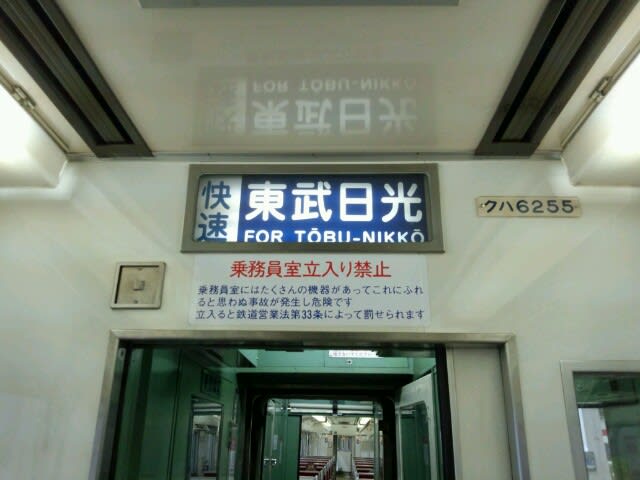 快速 東武日光
FOR TŌBU-NIKKŌ
クハ6255
乗務員室立入り禁止
乗務員室にはたくさんの機器があってこれにふれ
ると思わぬ事故が発生し危険です
立入ると鉄道営業法第33条によって罰せられます